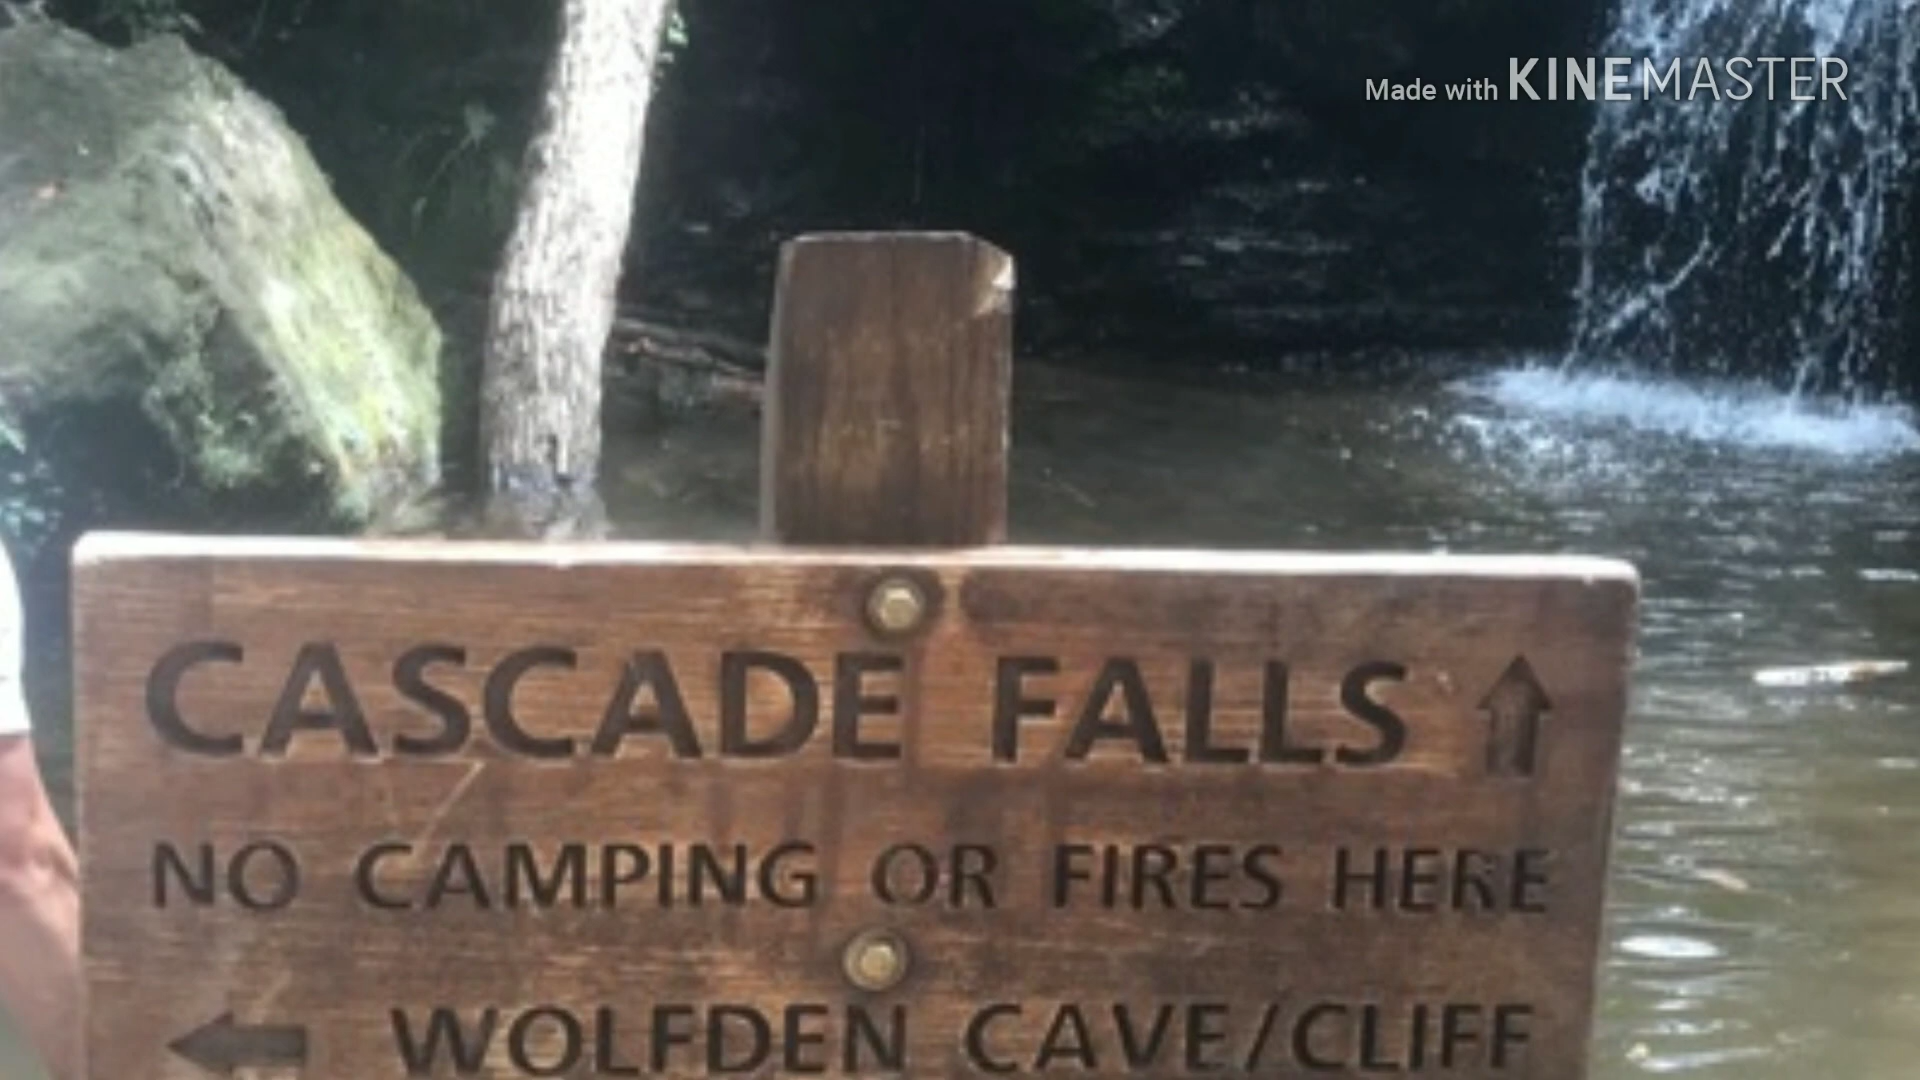 Made with KINEMASTER
CASCADE FALLS ↑
NO CAMPING OR FIRES HERE
← WOLFDEN CAVE/CLIFF